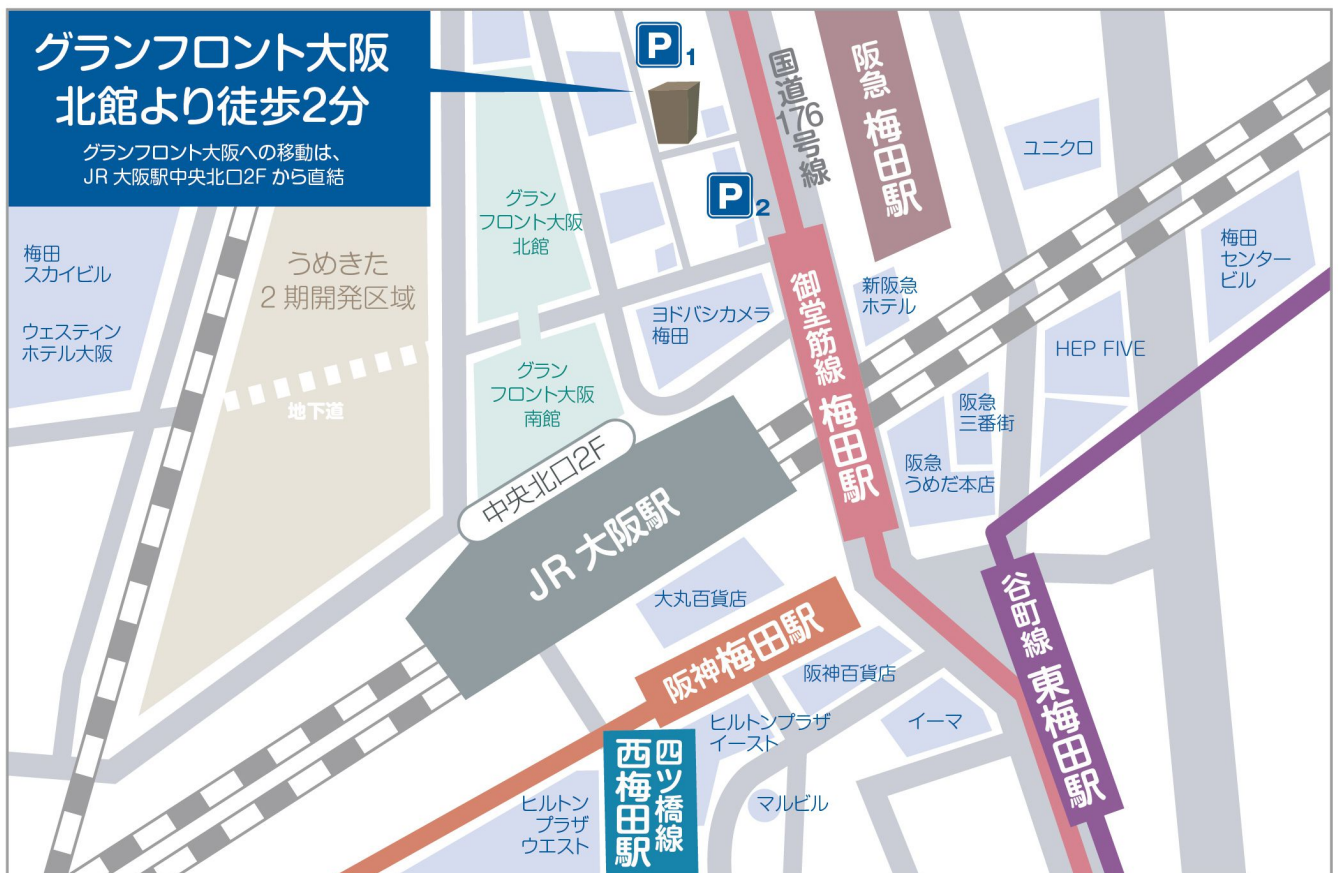 グランフロント大阪
北館より徒歩2分
グランフロント大阪への移動は、
JR 大阪駅中央北口2F から直結
P1
国道176号線
阪急 梅田駅
ユニクロ
P2
グラン
フロント大阪
北館
梅田
スカイビル
うめきた
2 期開発区域
梅田
センター
ビル
新阪急
ホテル
ヨドバシカメラ
梅田
御堂筋線 梅田駅
ウェスティン
ホテル大阪
HEP FIVE
グラン
フロント大阪
南館
地下道
阪急
三番街
阪急
うめだ本店
中央北口2F
JR 大阪駅
大丸百貨店
谷町線 東梅田駅
阪神梅田駅
阪神百貨店
ヒルトンプラザ
イースト
イーマ
四ツ橋線
西梅田駅
ヒルトン
プラザ
ウエスト
マルビル